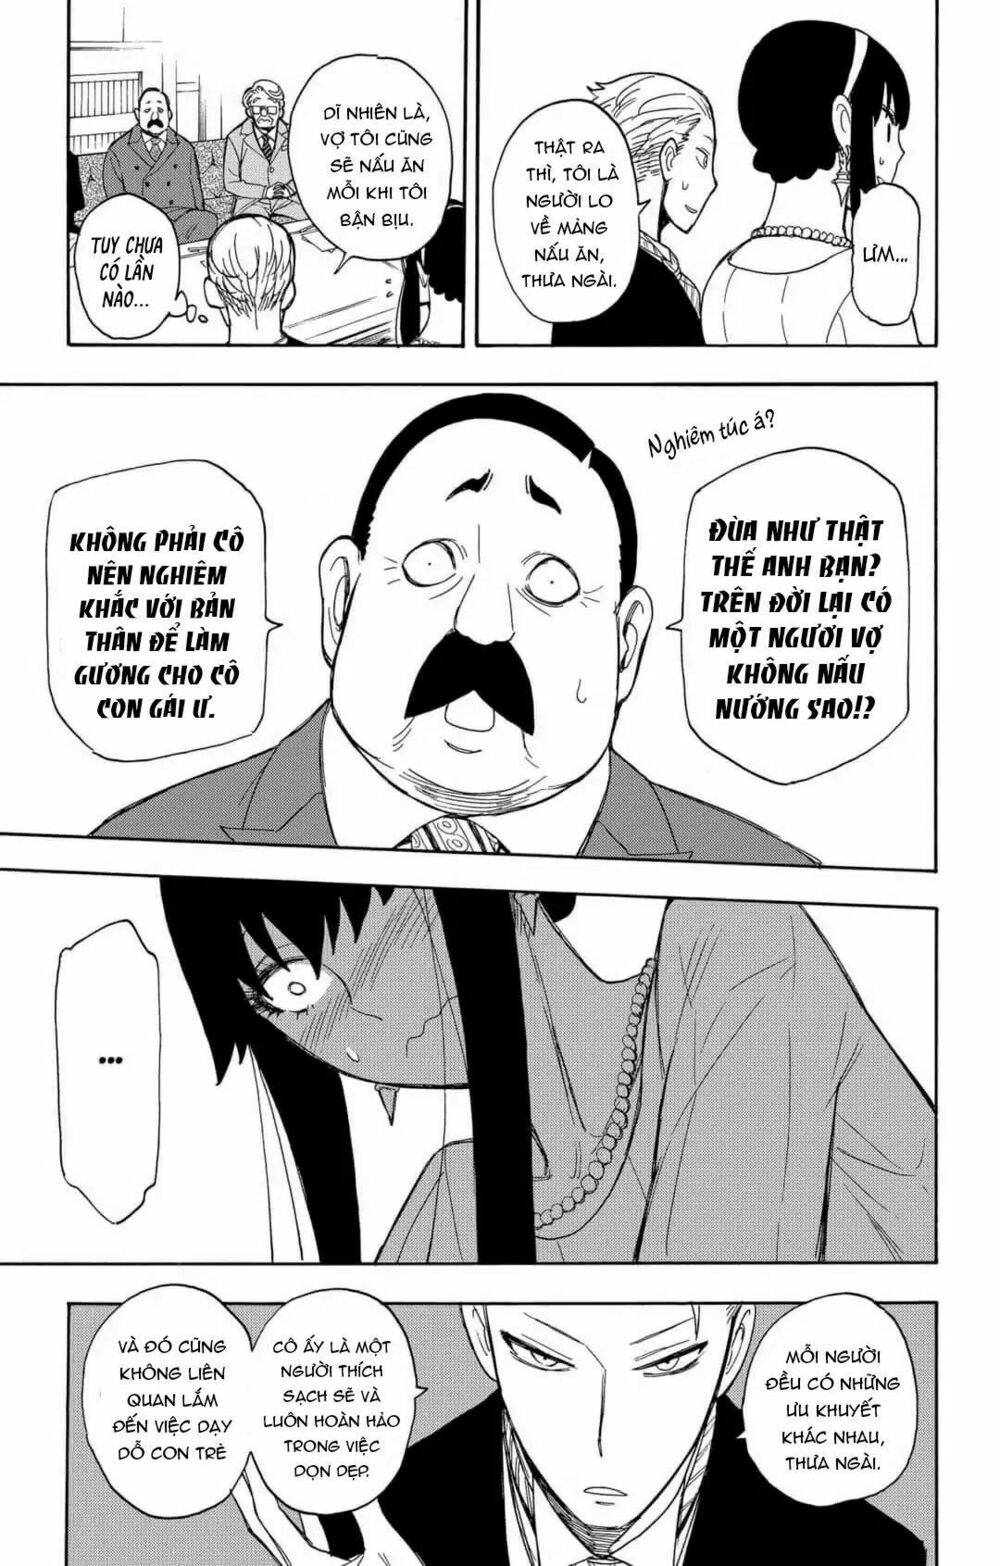 ƯM...
THẬT RA
THÌ, TÔI LÀ
NGƯỜI LO
VỀ MẢNG
NẤU ĂN,
THƯA NGÀI.
DĨ NHIÊN LÀ,
VỢ TÔI CŨNG
SẼ NẤU ĂN
MỖI KHI TÔI
BẬN BỊU.
TUY CHƯA
CÓ LẦN
NÀO...
Nghiêm túc á?
ĐÙA NHƯ THẬT
THẾ ANH BẠN?
TRÊN ĐỜI LẠI CÓ
MỘT NGƯỜI VỢ
KHÔNG NẤU
NƯỚNG SAO!?
KHÔNG PHẢI CÔ
NÊN NGHIÊM
KHẮC VỚI BẢN
THÂN ĐỂ LÀM
GƯƠNG CHO CÔ
CON GÁI Ư.
...
MỖI NGƯỜI
ĐỀU CÓ NHỮNG
ƯU KHUYẾT
KHÁC NHAU,
THƯA NGÀI.
CÔ ẤY LÀ MỘT
NGƯỜI THÍCH
SẠCH SẼ VÀ
LUÔN HOÀN HẢO
TRONG VIỆC
DỌN DẸP.
VÀ ĐÓ CŨNG
KHÔNG LIÊN
QUAN LẮM
ĐẾN VIỆC DẠY
DỖ CON TRẺ